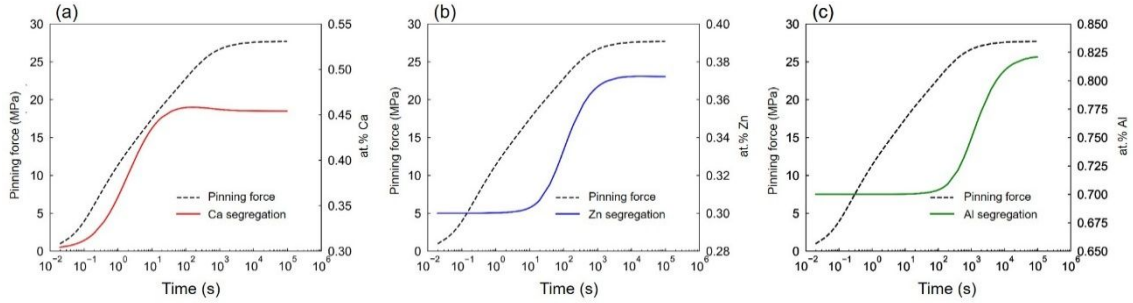 (a)
30
25
20
15
10
5
0
Pinning force (MPa)
0.55
0.50
0.45
0.40
0.35
0.30
at.% Ca
Pinning force
Ca segregation
10⁻² 10⁻¹ 10⁰ 10¹ 10² 10³ 10⁴ 10⁵ 10⁶
Time (s)
(b)
30
25
20
15
10
5
0
Pinning force (MPa)
0.40
0.38
0.36
0.34
0.32
0.30
0.28
at.% Zn
Pinning force
Zn segregation
10⁻² 10⁻¹ 10⁰ 10¹ 10² 10³ 10⁴ 10⁵ 10⁶
Time (s)
(c)
30
25
20
15
10
5
0
Pinning force (MPa)
0.850
0.825
0.800
0.775
0.750
0.725
0.700
0.675
0.650
at.% Al
Pinning force
Al segregation
10⁻² 10⁻¹ 10⁰ 10¹ 10² 10³ 10⁴ 10⁵ 10⁶
Time (s)